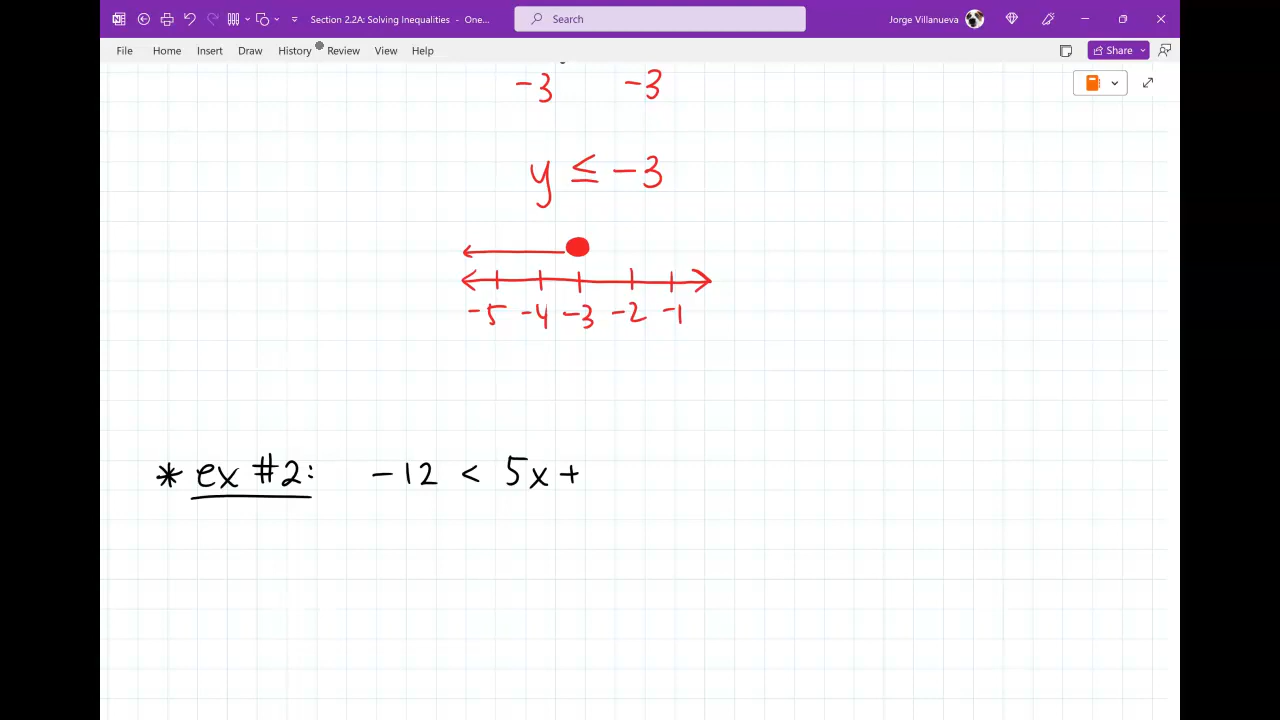 Section 2.2A: Solving Inequalities - One...
Search
Jorge Villanueva
File Home Insert Draw History Review View Help
Share
-3 -3
y ≤ -3
-5 -4 -3 -2 -1
* ex #2: -12 < 5x +